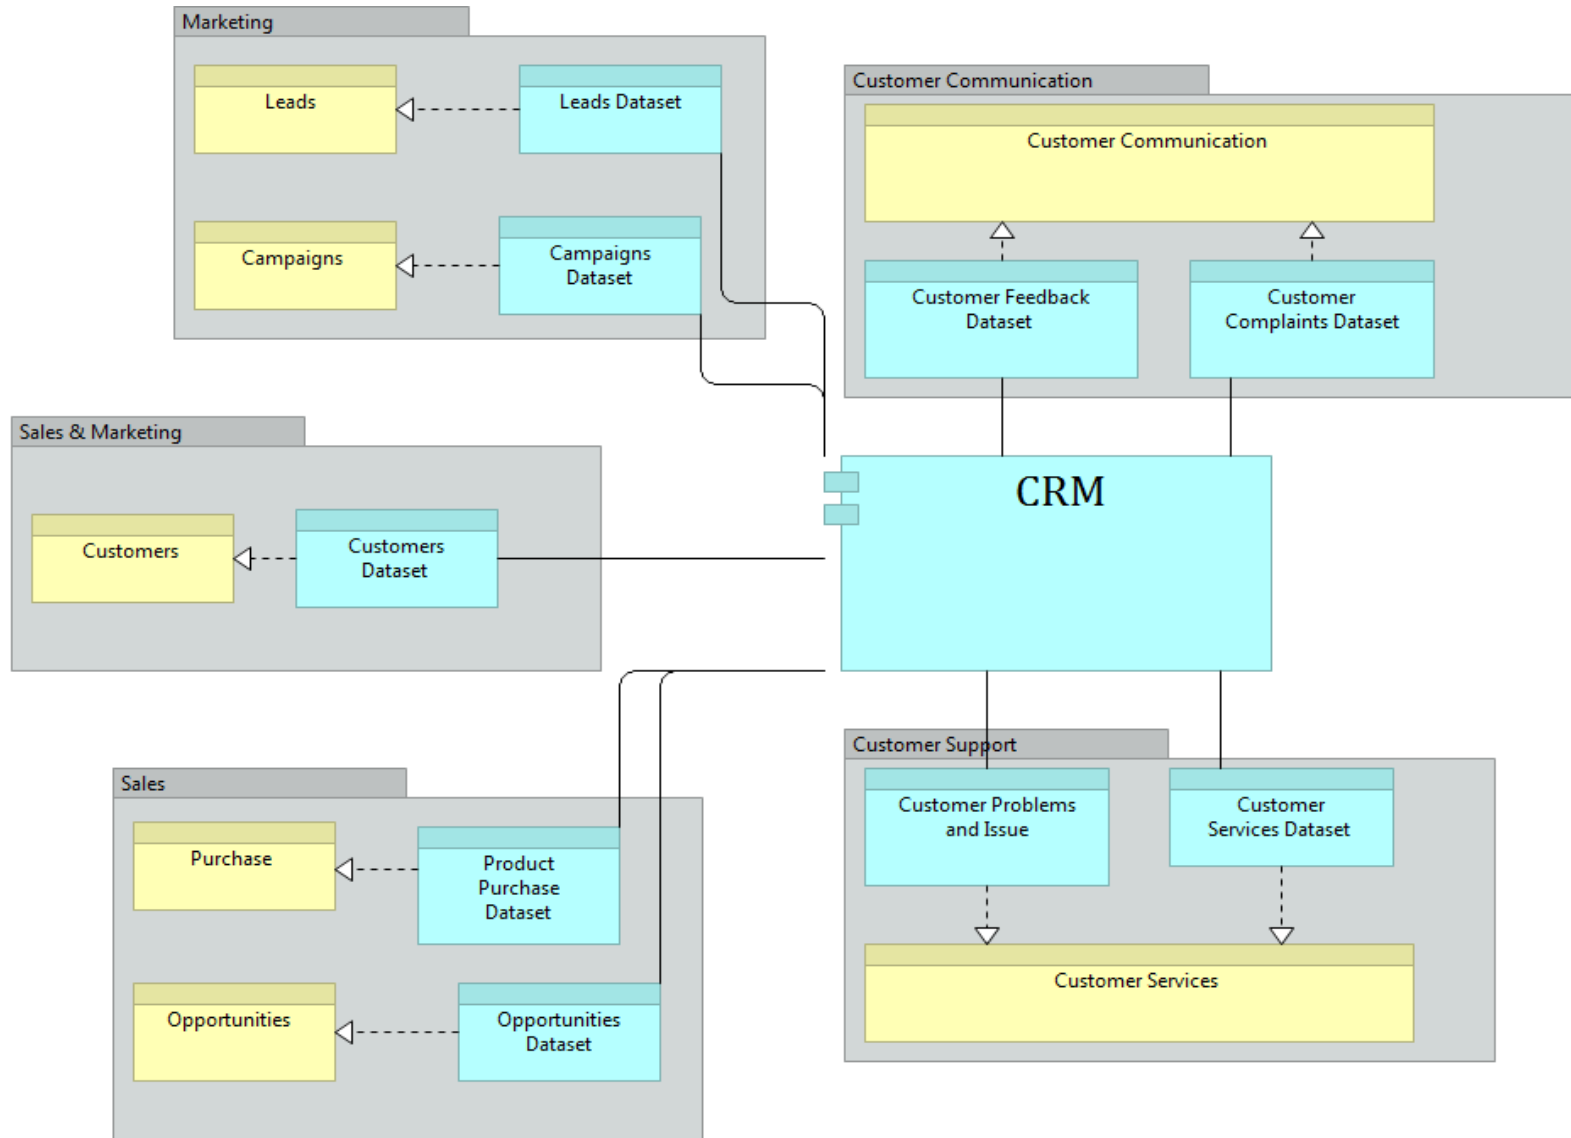 Marketing
Leads
Leads Dataset
Campaigns
Campaigns
Dataset
Customer Communication
Customer Communication
Customer Feedback
Dataset
Customer
Complaints Dataset
Sales & Marketing
Customers
Customers
Dataset
CRM
Sales
Purchase
Product
Purchase
Dataset
Opportunities
Opportunities
Dataset
Customer Support
Customer Problems
and Issue
Customer
Services Dataset
Customer Services